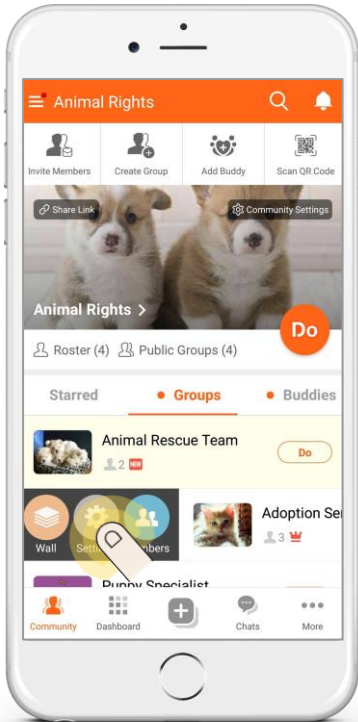 Animal Rights
Invite Members
Create Group
Add Buddy
Scan QR Code
Share Link
Community Settings
Animal Rights >
Do
Roster (4) Public Groups (4)
Starred
Groups
Buddies
Animal Rescue Team
2 NEW
Do
Wall
Adoption
3
Puppy Specialist
Community
Dashboard
Chats
More